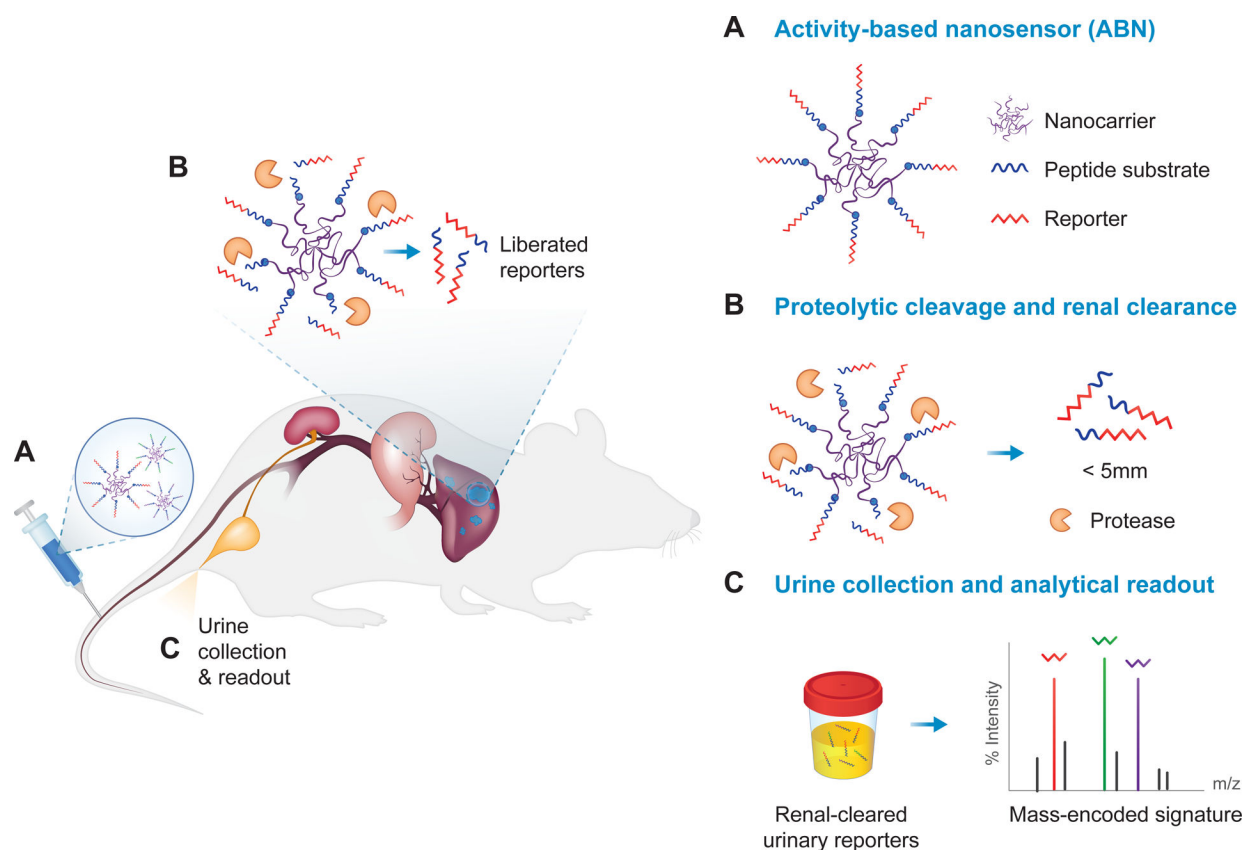 B
Liberated
reporters
A
C
Urine
collection
& readout
A Activity-based nanosensor (ABN)
Nanocarrier
Peptide substrate
Reporter
B Proteolytic cleavage and renal clearance
< 5mm
Protease
C Urine collection and analytical readout
% Intensity
m/z
Renal-cleared
urinary reporters
Mass-encoded signature